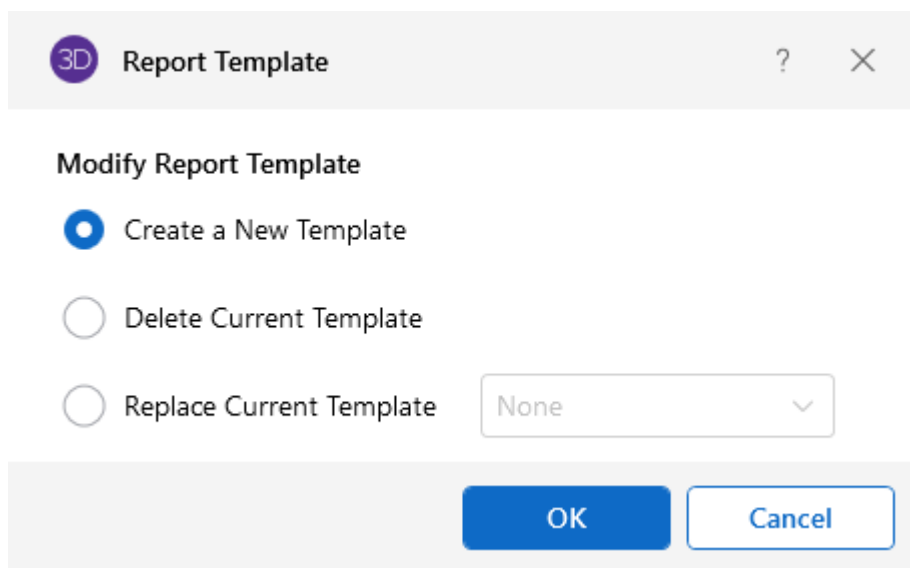 3D Report Template ?
Modify Report Template
Create a New Template
Delete Current Template
Replace Current Template None
OK Cancel